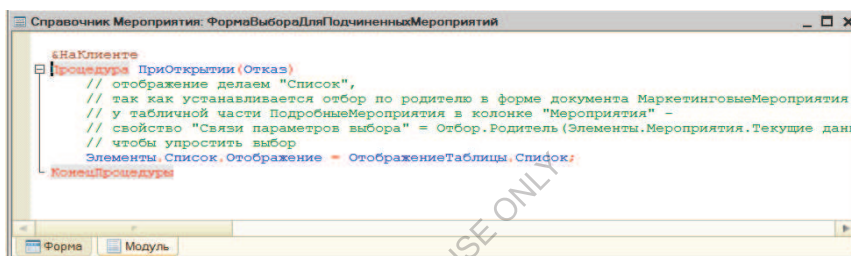 Справочник Мероприятия: ФормаВыбораДляПодчиненныхМероприятий
&НаКлиенте
Процедура ПриОткрытии(Отказ)
// отображение делаем "Список",
// так как устанавливается отбор по родителю в форме документа МаркетинговыеМероприятия
// у табличной части ПодробныеМероприятия в колонке "Мероприятия" -
// свойство "Связи параметров выбора" = Отбор.Родитель(Элементы.Мероприятия.Текущие дан
// чтобы упростить выбор
Элементы.Список.Отображение = ОтображениеТаблицы.Список;
КонецПроцедуры
SE ONLY
Форма Модуль